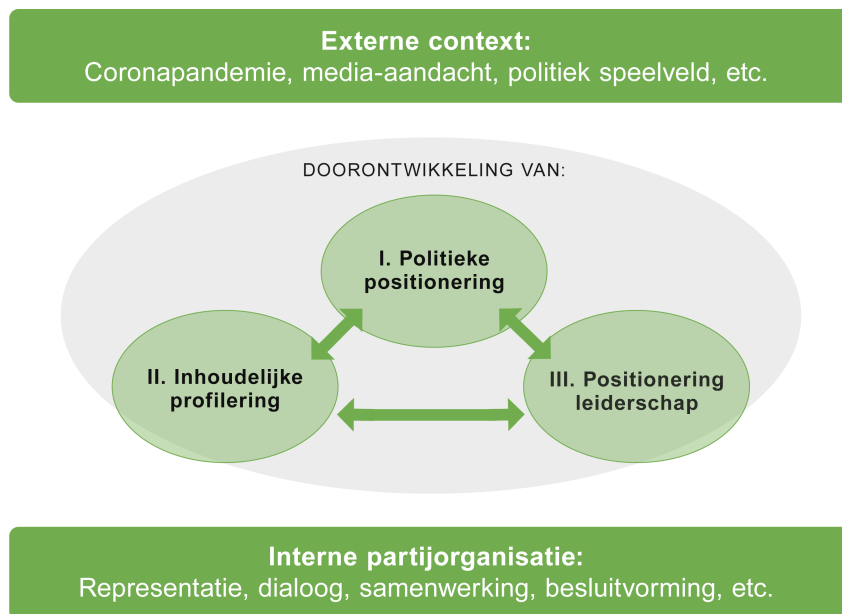 Externe context:
Coronapandemie, media-aandacht, politiek speelveld, etc.
DOORONTWIKKELING VAN:
I. Politieke
positionering
II. Inhoudelijke
profilering
III. Positionering
leiderschap
Interne partijorganisatie:
Representatie, dialoog, samenwerking, besluitvorming, etc.